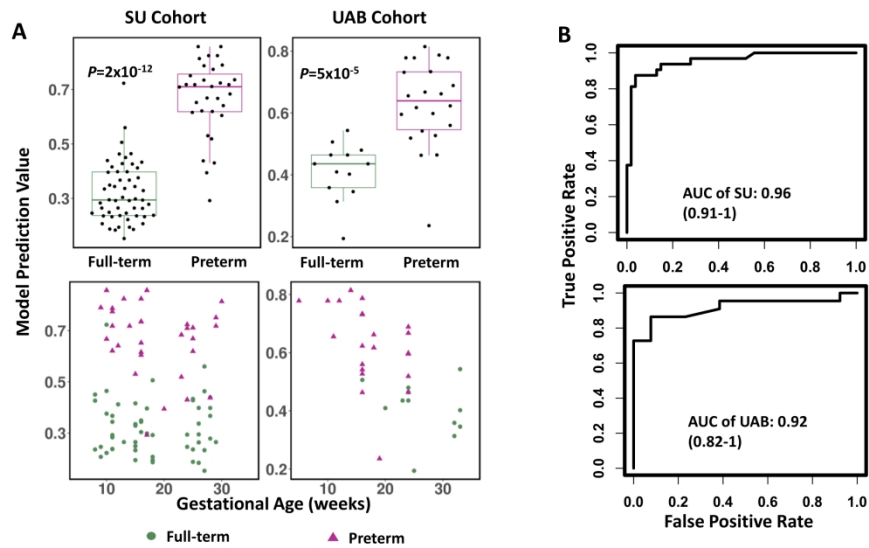 SU Cohort
UAB Cohort
A
P=2x10-12
P=5x10-5
0.7
0.5
0.3
0.8
0.6
0.4
0.2
Full-term
Preterm
Full-term
Preterm
Model Prediction Value
0.7
0.5
0.3
0.8
0.6
0.4
0.2
10
20
30
10
20
30
Gestational Age (weeks)
Full-term
Preterm
B
1.0
0.8
0.6
0.4
0.2
0.0
AUC of SU: 0.96
(0.91-1)
0.0 0.2 0.4 0.6 0.8 1.0
True Positive Rate
1.0
0.8
0.6
0.4
0.2
0.0
AUC of UAB: 0.92
(0.82-1)
0.0 0.2 0.4 0.6 0.8 1.0
False Positive Rate